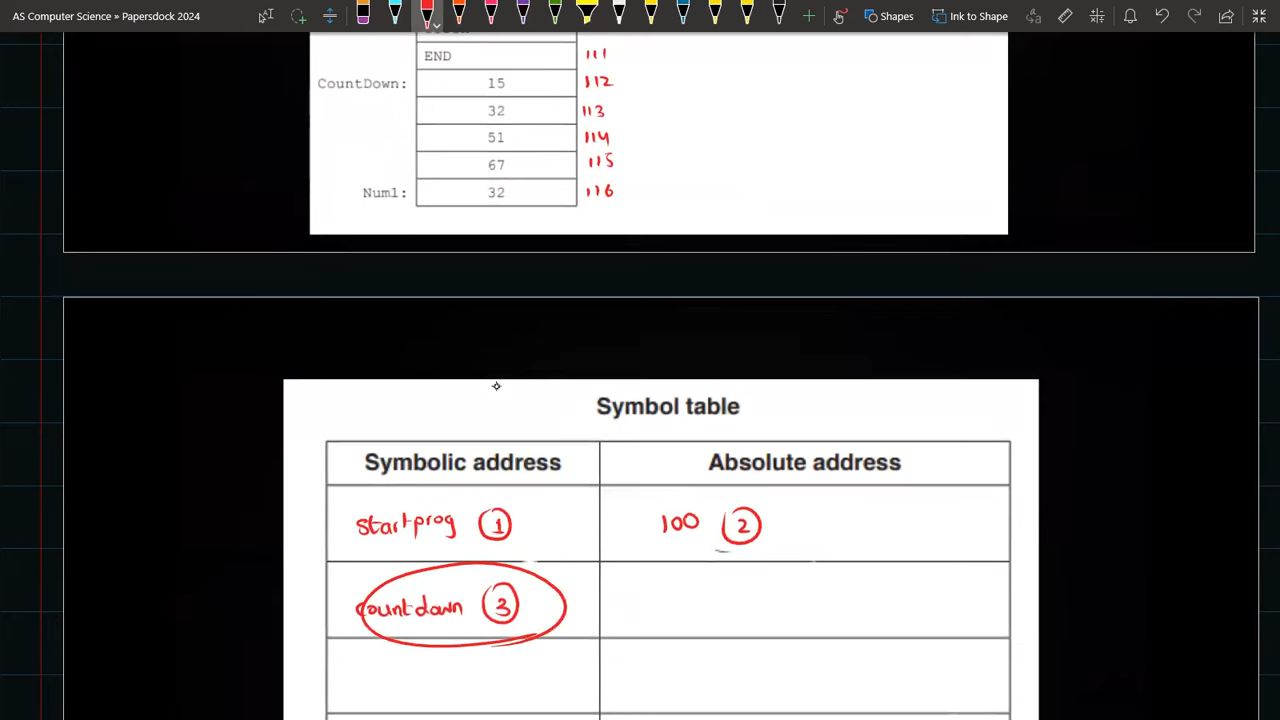 AS Computer Science » Papersdock 2024
Shapes
Ink to Shape
END 111
CountDown: 15 112
32 113
51 114
67 115
Num1: 32 116
Symbol table
Symbolic address Absolute address
startprog 1 100 2
countdown 3